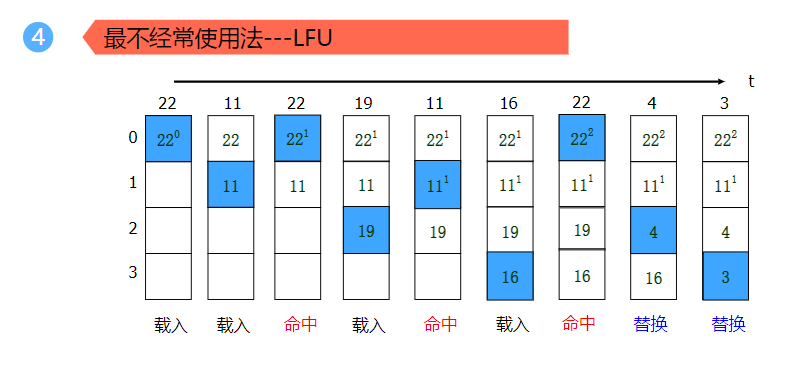 4 最不经常使用法---LFU
t
22 11 22 19 11 16 22 4 3
0 22⁰ 22 22¹ 22¹ 22¹ 22¹ 22² 22² 22²
1 11 11 11 11¹ 11¹ 11¹ 11¹ 11¹
2 19 19 19 19 4 4
3 16 16 16 3
载入 载入 命中 载入 命中 载入 命中 替换 替换